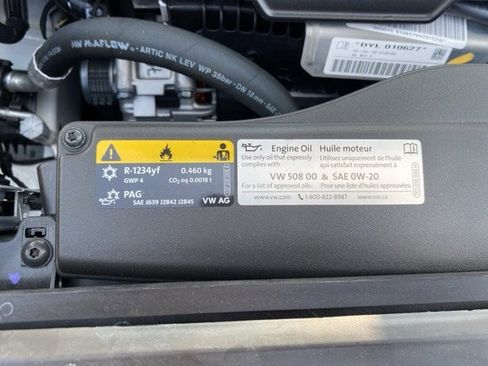 MAFLOW - ARTIC NK LEV WP 35bar - DN 18mm - SAE
*DYL 010627*
R-1234yf 0.460 kg
GWP 4 CO₂ eq 0.0018 t
PAG
SAE J639 J2842 J2845 VW AG
Engine Oil Huile moteur
Use only oil that expressly
complies with:
Utilisez uniquement de l'huile
qui satisfait expressément à
VW 508 00 & SAE 0W-20
For a list of approved oils: Pour une liste d'huiles approuvées:
www.vw.com 1-800-822-8987 www.vw.ca